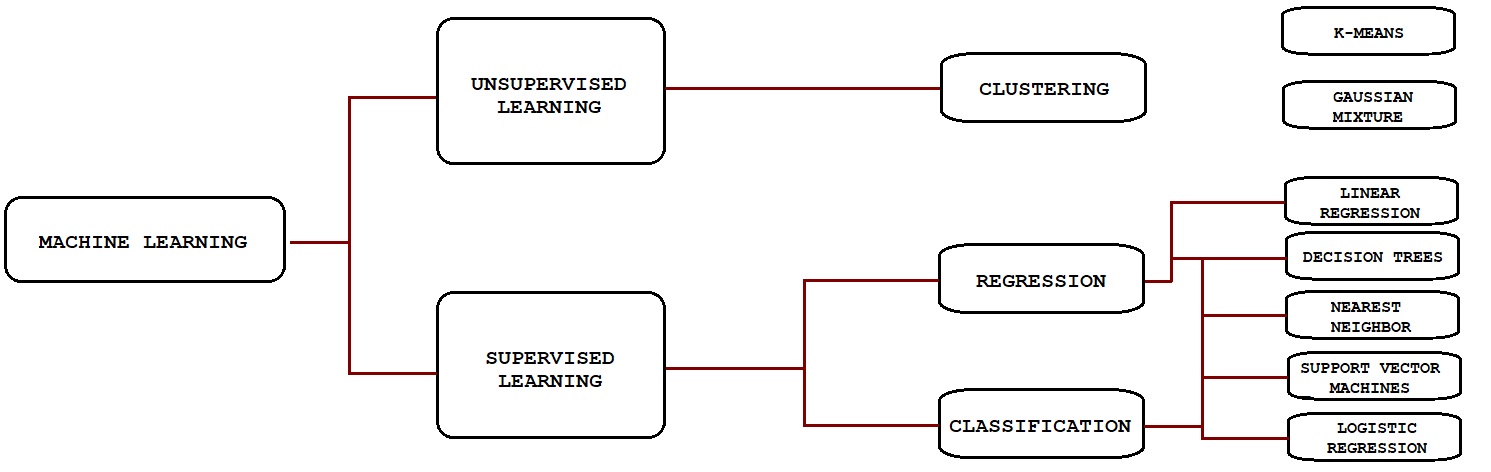 K-MEANS
UNSUPERVISED
LEARNING
CLUSTERING
GAUSSIAN
MIXTURE
MACHINE LEARNING
LINEAR
REGRESSION
DECISION TREES
REGRESSION
NEAREST
NEIGHBOR
SUPERVISED
LEARNING
SUPPORT VECTOR
MACHINES
CLASSIFICATION
LOGISTIC
REGRESSION